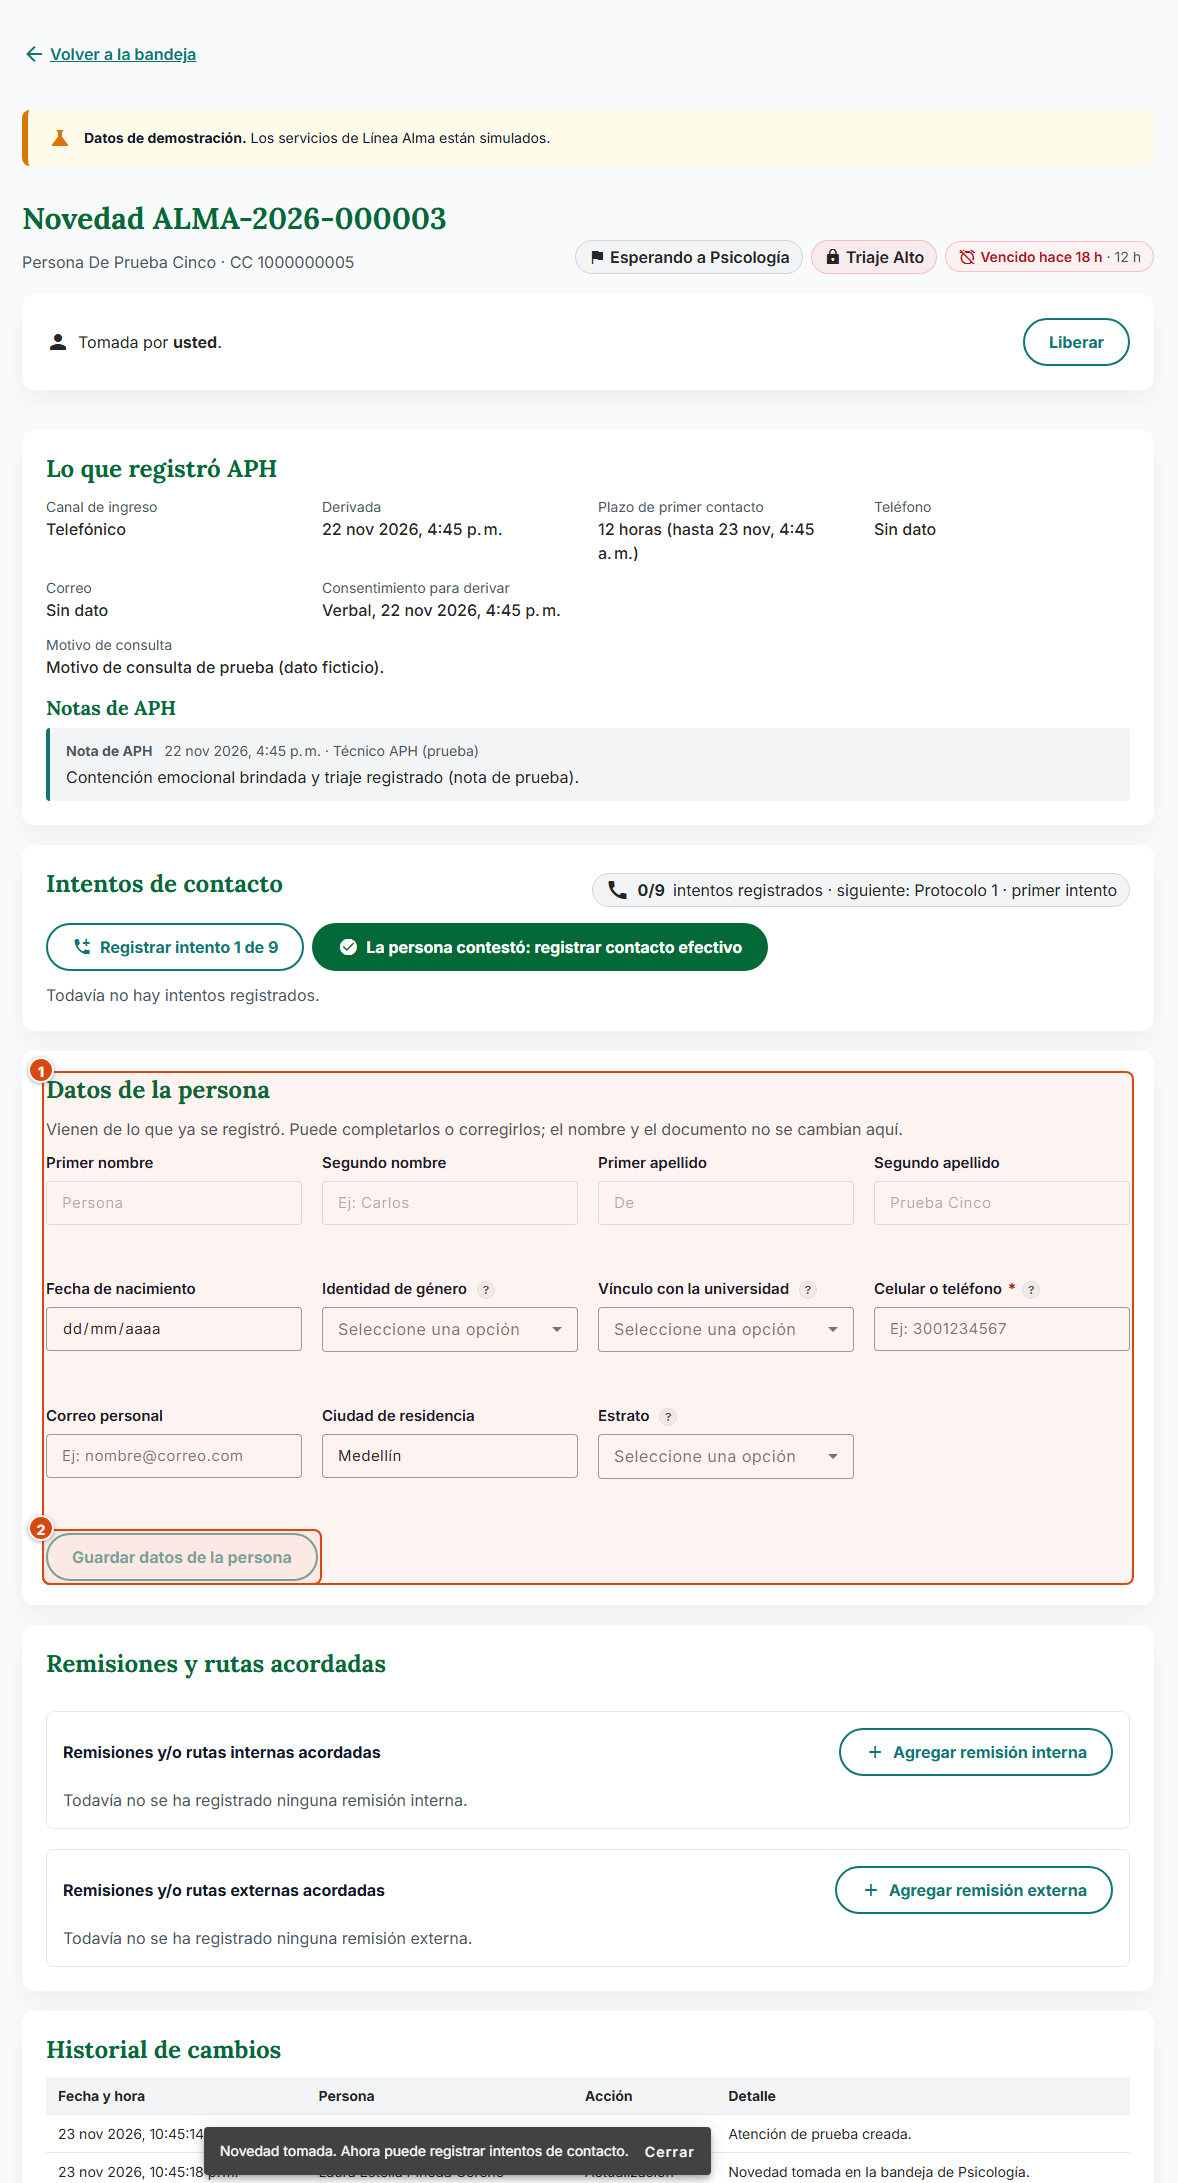 Volver a la bandeja
Datos de demostración. Los servicios de Línea Alma están simulados.
Novedad ALMA-2026-000003
Persona De Prueba Cinco · CC 1000000005
Esperando a Psicología
Triaje Alto
Vencido hace 18 h · 12 h
Tomada por usted.
Liberar
Lo que registró APH
Canal de ingreso
Telefónico
Derivada
22 nov 2026, 4:45 p. m.
Plazo de primer contacto
12 horas (hasta 23 nov, 4:45
a. m.)
Teléfono
Sin dato
Correo
Sin dato
Consentimiento para derivar
Verbal, 22 nov 2026, 4:45 p. m.
Motivo de consulta
Motivo de consulta de prueba (dato ficticio).
Notas de APH
Nota de APH 22 nov 2026, 4:45 p. m. · Técnico APH (prueba)
Contención emocional brindada y triaje registrado (nota de prueba).
Intentos de contacto
0/9 intentos registrados · siguiente: Protocolo 1 · primer intento
Registrar intento 1 de 9
La persona contestó: registrar contacto efectivo
Todavía no hay intentos registrados.
1
Datos de la persona
Vienen de lo que ya se registró. Puede completarlos o corregirlos; el nombre y el documento no se cambian aquí.
Primer nombre
Persona
Segundo nombre
Ej: Carlos
Primer apellido
De
Segundo apellido
Prueba Cinco
Fecha de nacimiento
dd/mm/aaaa
Identidad de género ?
Seleccione una opción
Vínculo con la universidad ?
Seleccione una opción
Celular o teléfono * ?
Ej: 3001234567
Correo personal
Ej: nombre@correo.com
Ciudad de residencia
Medellín
Estrato ?
Seleccione una opción
2
Guardar datos de la persona
Remisiones y rutas acordadas
Remisiones y/o rutas internas acordadas
Agregar remisión interna
Todavía no se ha registrado ninguna remisión interna.
Remisiones y/o rutas externas acordadas
Agregar remisión externa
Todavía no se ha registrado ninguna remisión externa.
Historial de cambios
Fecha y hora Persona Acción Detalle
23 nov 2026, 10:45:14 Atención de prueba creada.
Novedad tomada. Ahora puede registrar intentos de contacto. Cerrar
23 nov 2026, 10:45:18 Novedad tomada en la bandeja de Psicología.